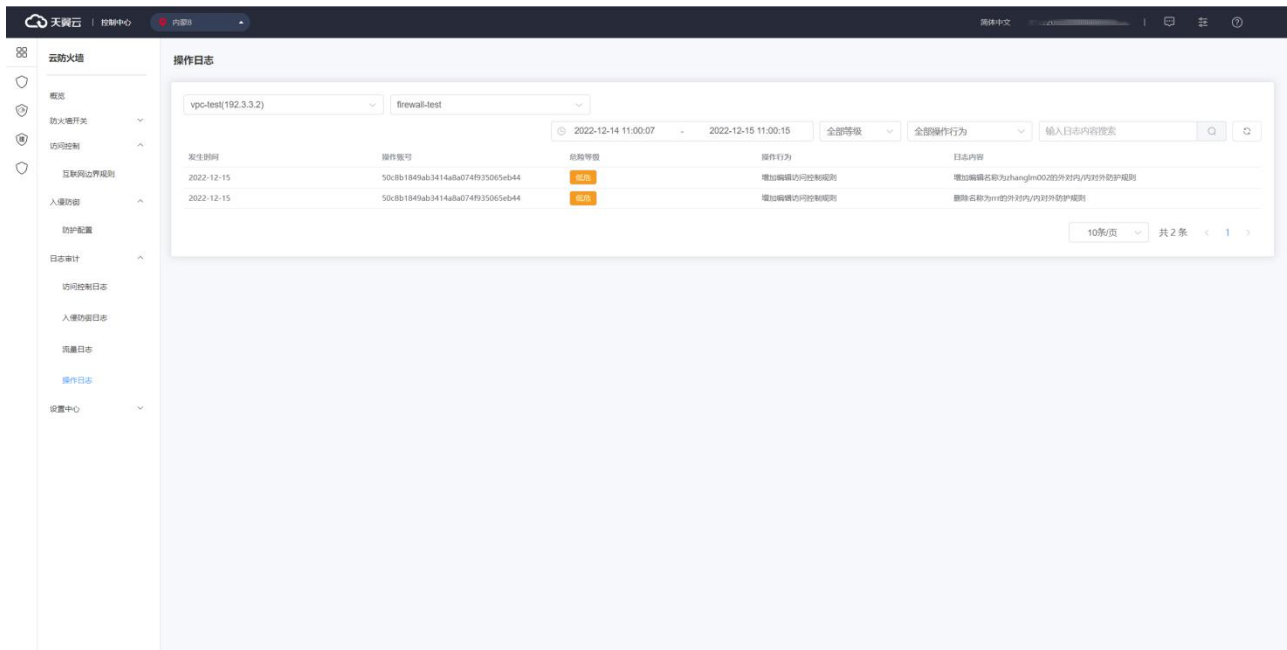 天翼云 | 控制中心 内部8 简体中文
云防火墙
概览
防火墙开关
访问控制
互联网边界规则
入侵防御
防护配置
日志审计
访问控制日志
入侵防御日志
流量日志
操作日志
设置中心
操作日志
vpc-test(192.3.3.2) firewall-test
2022-12-14 11:00:07 - 2022-12-15 11:00:15 全部等级 全部操作行为 输入日志内容搜索
发生时间 操作账号 危险等级 操作行为 日志内容
2022-12-15 50c8b1849ab3414a8a074f935065eb44 低危 增加编辑访问控制规则 增加编辑名称为zhanglm002的外对内/内对外防护规则
2022-12-15 50c8b1849ab3414a8a074f935065eb44 低危 增加编辑访问控制规则 删除名称为rrr的外对内/内对外防护规则
10条/页 共 2 条 < 1 >